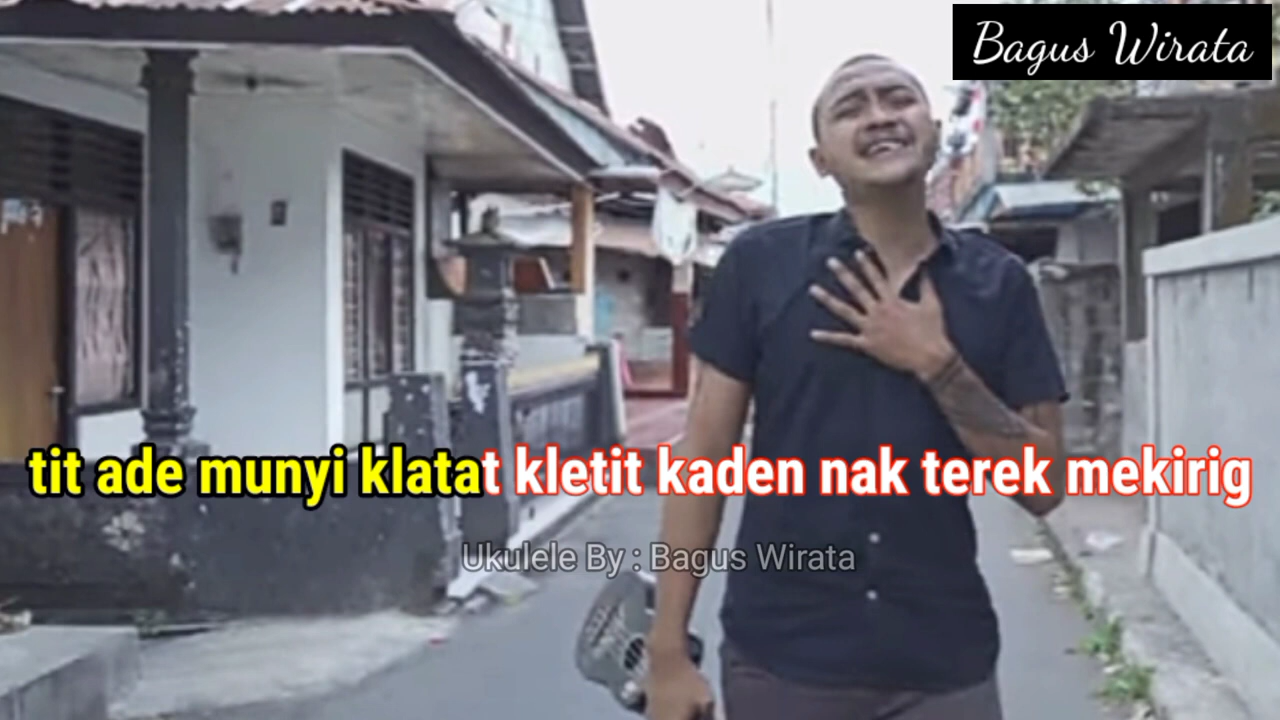 Bagus Wirata
tit ade munyi klatat kletit kaden nak terek mekirig
Ukulele By : Bagus Wirata